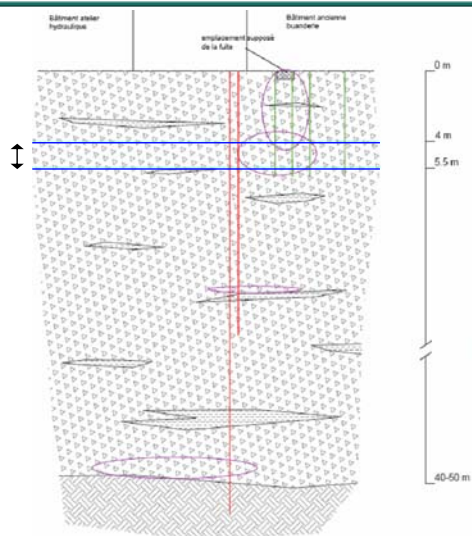 Bâtiment atelier
hydraulique
Bâtiment ancienne
buanderie
emplacement supposé
de la fuite
0 m
4 m
5.5 m
40-50 m